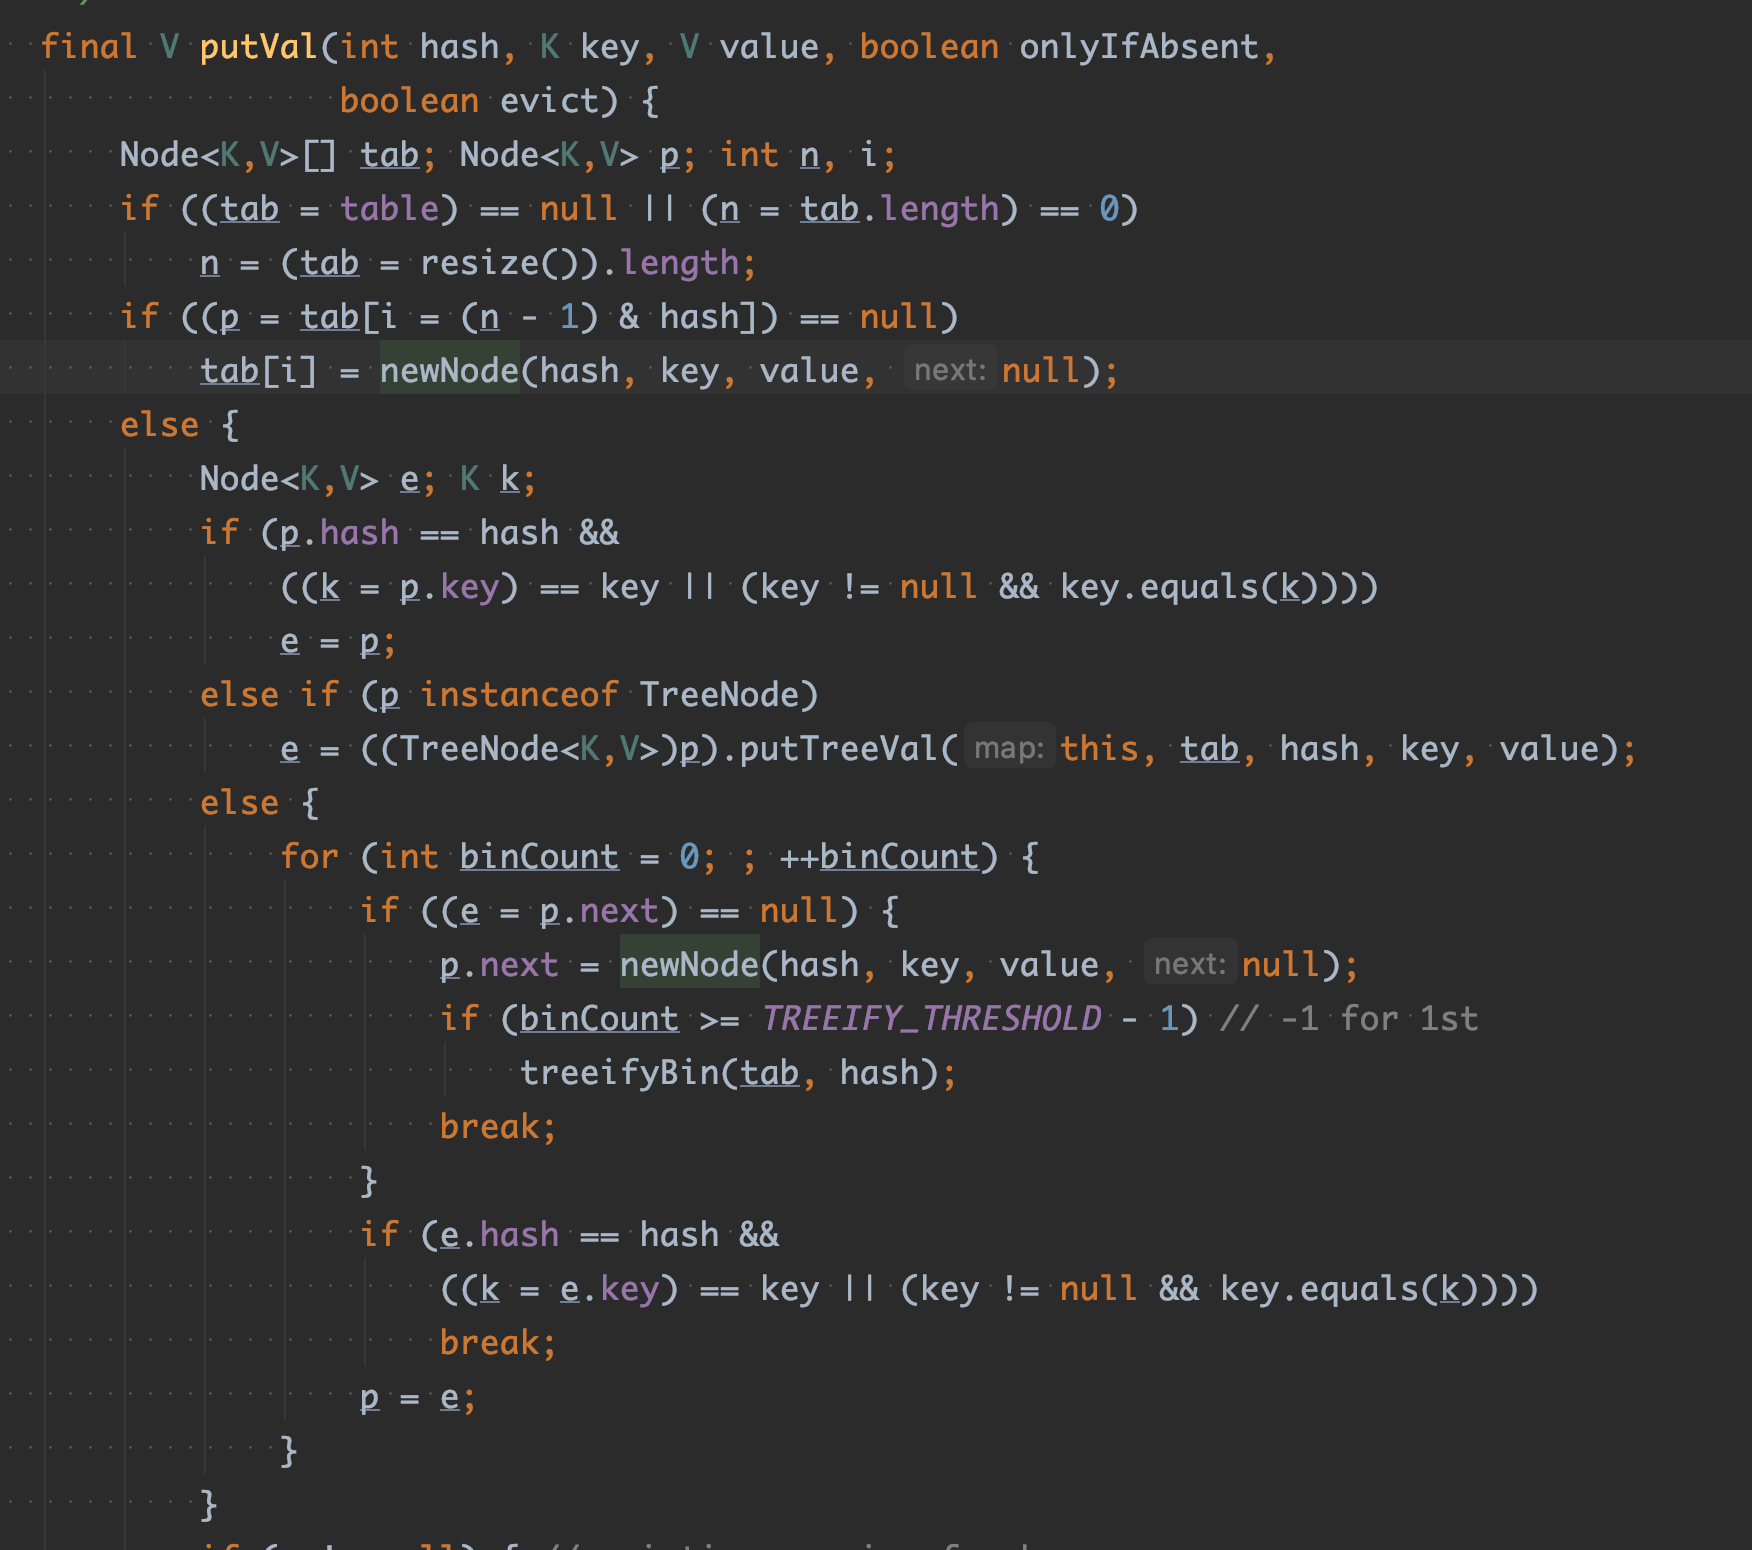 final V putVal(int hash, K key, V value, boolean onlyIfAbsent,
boolean evict) {
Node<K,V>[] tab; Node<K,V> p; int n, i;
if ((tab = table) == null || (n = tab.length) == 0)
n = (tab = resize()).length;
if ((p = tab[i = (n - 1) & hash]) == null)
tab[i] = newNode(hash, key, value, next: null);
else {
Node<K,V> e; K k;
if (p.hash == hash &&
((k = p.key) == key || (key != null && key.equals(k))))
e = p;
else if (p instanceof TreeNode)
e = ((TreeNode<K,V>)p).putTreeVal( map: this, tab, hash, key, value);
else {
for (int binCount = 0; ; ++binCount) {
if ((e = p.next) == null) {
p.next = newNode(hash, key, value, next: null);
if (binCount >= TREEIFY_THRESHOLD - 1) // -1 for 1st
treeifyBin(tab, hash);
break;
}
if (e.hash == hash &&
((k = e.key) == key || (key != null && key.equals(k))))
break;
p = e;
}
}